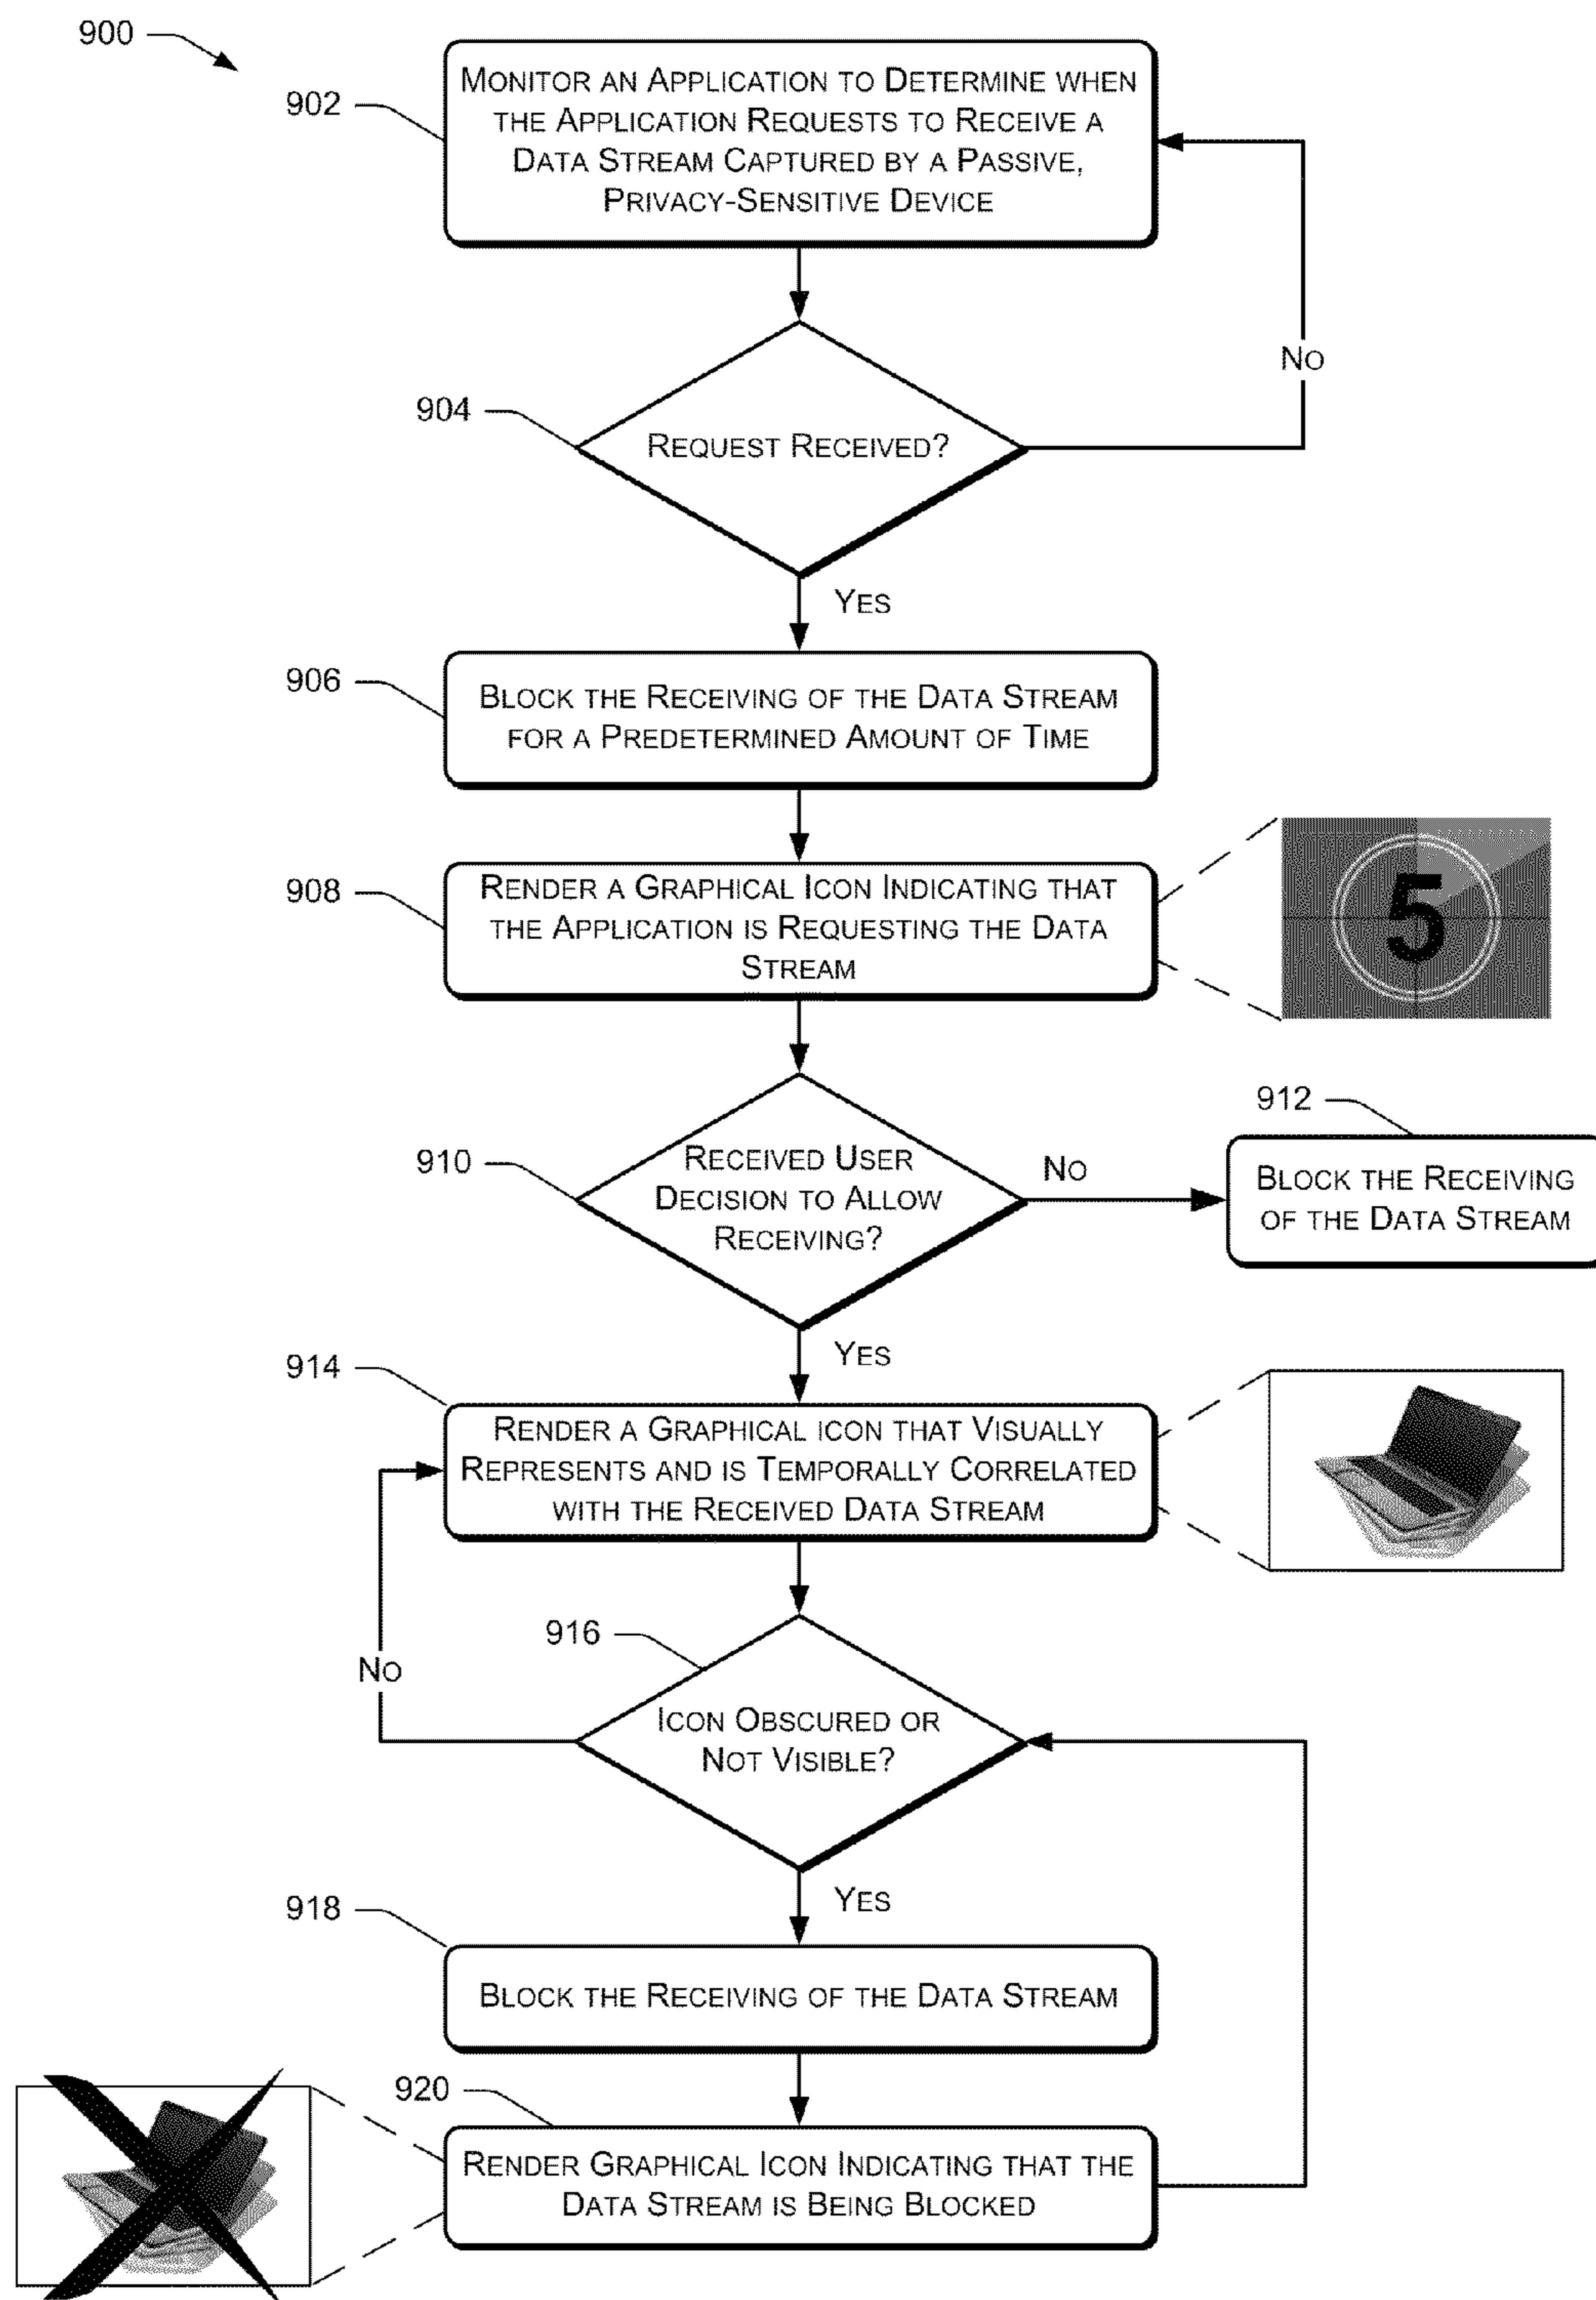 900
902
MONITOR AN APPLICATION TO DETERMINE WHEN
THE APPLICATION REQUESTS TO RECEIVE A
DATA STREAM CAPTURED BY A PASSIVE,
PRIVACY-SENSITIVE DEVICE
NO
904
REQUEST RECEIVED?
YES
906
BLOCK THE RECEIVING OF THE DATA STREAM
FOR A PREDETERMINED AMOUNT OF TIME
908
RENDER A GRAPHICAL ICON INDICATING THAT
THE APPLICATION IS REQUESTING THE DATA
STREAM
5
910
RECEIVED USER
DECISION TO ALLOW
RECEIVING?
NO
912
BLOCK THE RECEIVING
OF THE DATA STREAM
YES
914
RENDER A GRAPHICAL ICON THAT VISUALLY
REPRESENTS AND IS TEMPORALLY CORRELATED
WITH THE RECEIVED DATA STREAM
916
NO
ICON OBSCURED OR
NOT VISIBLE?
YES
918
BLOCK THE RECEIVING OF THE DATA STREAM
920
RENDER GRAPHICAL ICON INDICATING THAT THE
DATA STREAM IS BEING BLOCKED